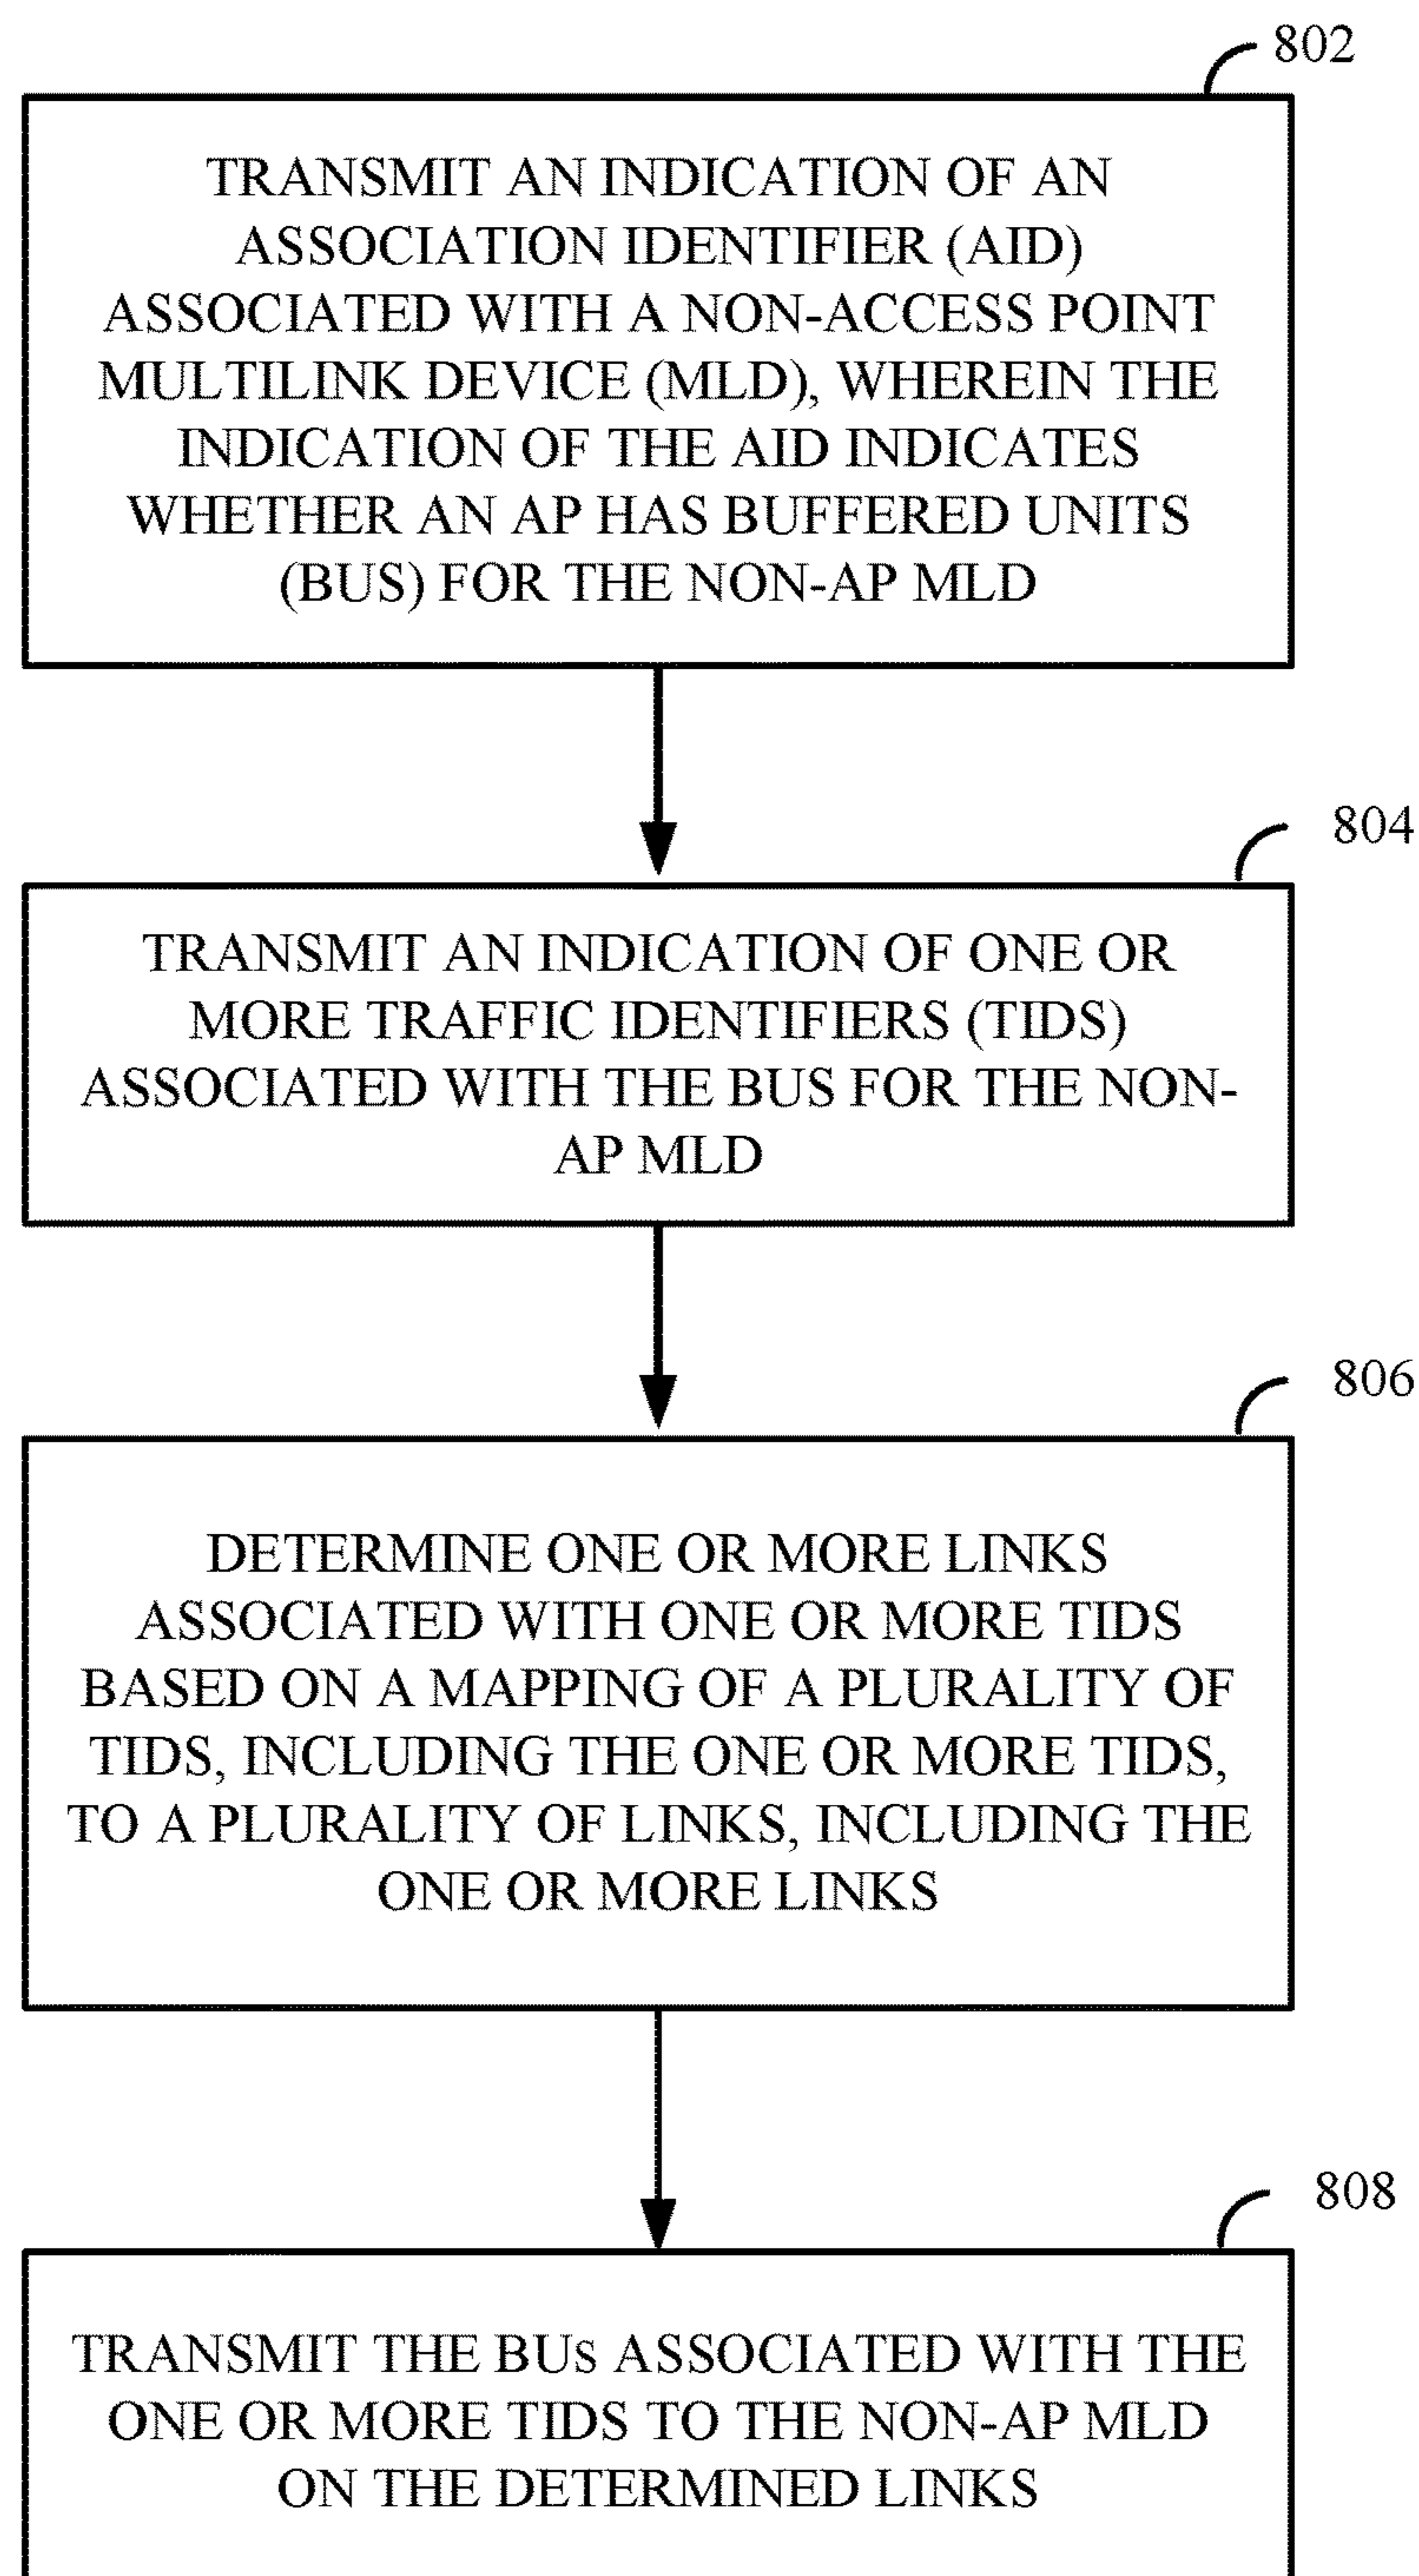 802
TRANSMIT AN INDICATION OF AN
ASSOCIATION IDENTIFIER (AID)
ASSOCIATED WITH A NON-ACCESS POINT
MULTILINK DEVICE (MLD), WHEREIN THE
INDICATION OF THE AID INDICATES
WHETHER AN AP HAS BUFFERED UNITS
(BUS) FOR THE NON-AP MLD
804
TRANSMIT AN INDICATION OF ONE OR
MORE TRAFFIC IDENTIFIERS (TIDS)
ASSOCIATED WITH THE BUS FOR THE NON-
AP MLD
806
DETERMINE ONE OR MORE LINKS
ASSOCIATED WITH ONE OR MORE TIDS
BASED ON A MAPPING OF A PLURALITY OF
TIDS, INCLUDING THE ONE OR MORE TIDS,
TO A PLURALITY OF LINKS, INCLUDING THE
ONE OR MORE LINKS
808
TRANSMIT THE BUs ASSOCIATED WITH THE
ONE OR MORE TIDS TO THE NON-AP MLD
ON THE DETERMINED LINKS